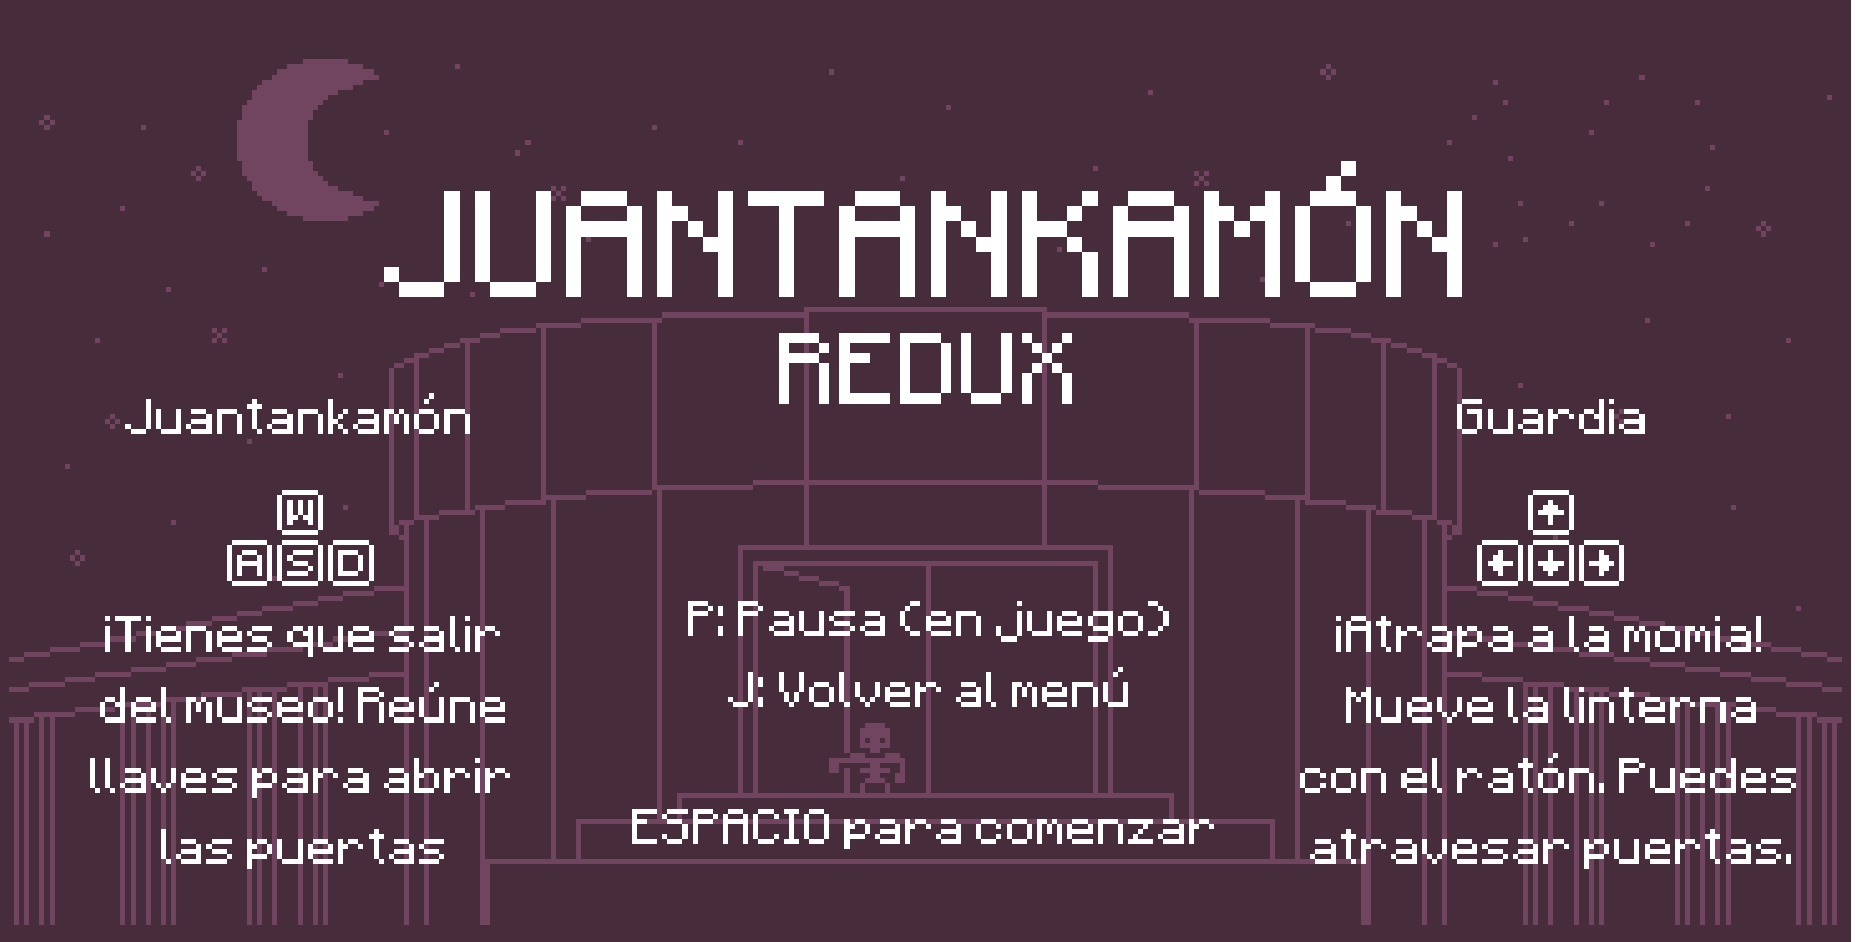 JUANTANKAMÓN
REDUX
Juantankamón
W
A S D
¡Tienes que salir
del museo! Reúne
llaves para abrir
las puertas
P: Pausa (en juego)
J: Volver al menú
ESPACIO para comenzar
Guardia
↑
← ↓ →
¡Atrapa a la momia!
Mueve la linterna
con el ratón. Puedes
atravesar puertas.